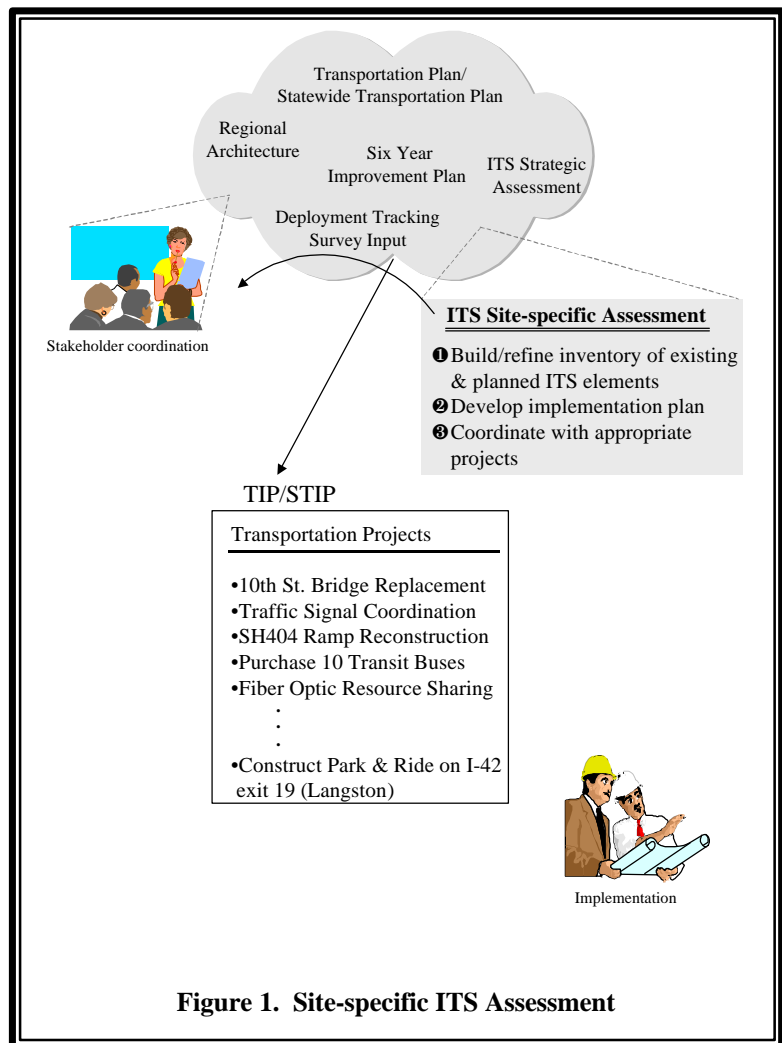 Transportation Plan/
Statewide Transportation Plan
Regional
Architecture
Six Year
Improvement Plan
ITS Strategic
Assessment
Deployment Tracking
Survey Input
Stakeholder coordination
ITS Site-specific Assessment
❶Build/refine inventory of existing
& planned ITS elements
❷Develop implementation plan
❸Coordinate with appropriate
projects
TIP/STIP
Transportation Projects
•10th St. Bridge Replacement
•Traffic Signal Coordination
•SH404 Ramp Reconstruction
•Purchase 10 Transit Buses
•Fiber Optic Resource Sharing
.
.
.
•Construct Park & Ride on I-42
exit 19 (Langston)
Implementation
Figure 1. Site-specific ITS Assessment